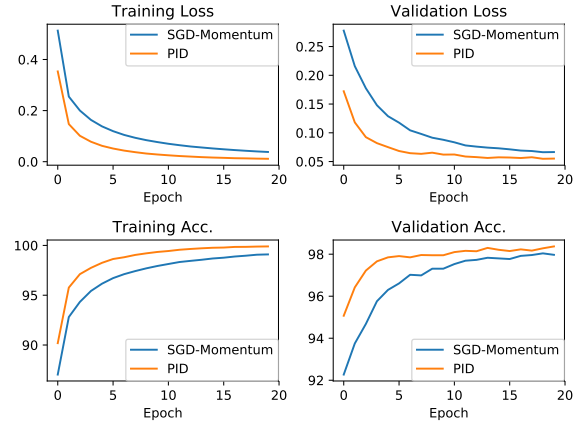 Training Loss
0.4
0.2
0.0
SGD-Momentum
PID
0 5 10 15 20
Epoch
Validation Loss
0.25
0.20
0.15
0.10
0.05
SGD-Momentum
PID
0 5 10 15 20
Epoch
Training Acc.
100
95
90
SGD-Momentum
PID
0 5 10 15 20
Epoch
Validation Acc.
98
96
94
92
SGD-Momentum
PID
0 5 10 15 20
Epoch